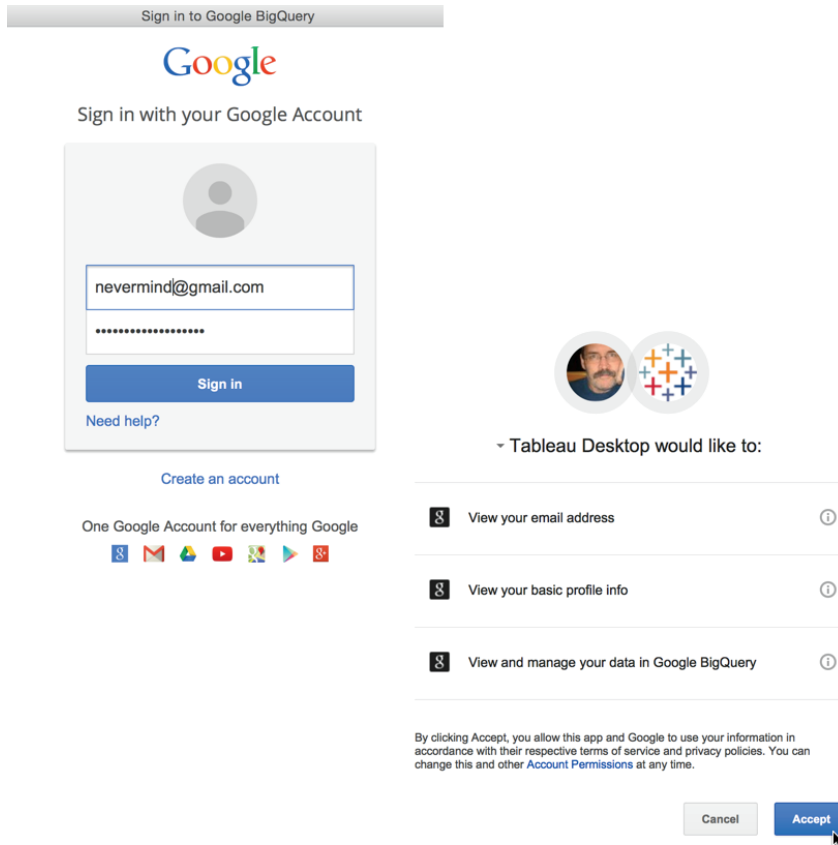 Sign in to Google BigQuery
Google
Sign in with your Google Account
nevermind@gmail.com
Sign in
Need help?
Create an account
One Google Account for everything Google
Tableau Desktop would like to:
View your email address
View your basic profile info
View and manage your data in Google BigQuery
By clicking Accept, you allow this app and Google to use your information in
accordance with their respective terms of service and privacy policies. You can
change this and other Account Permissions at any time.
Cancel
Accept